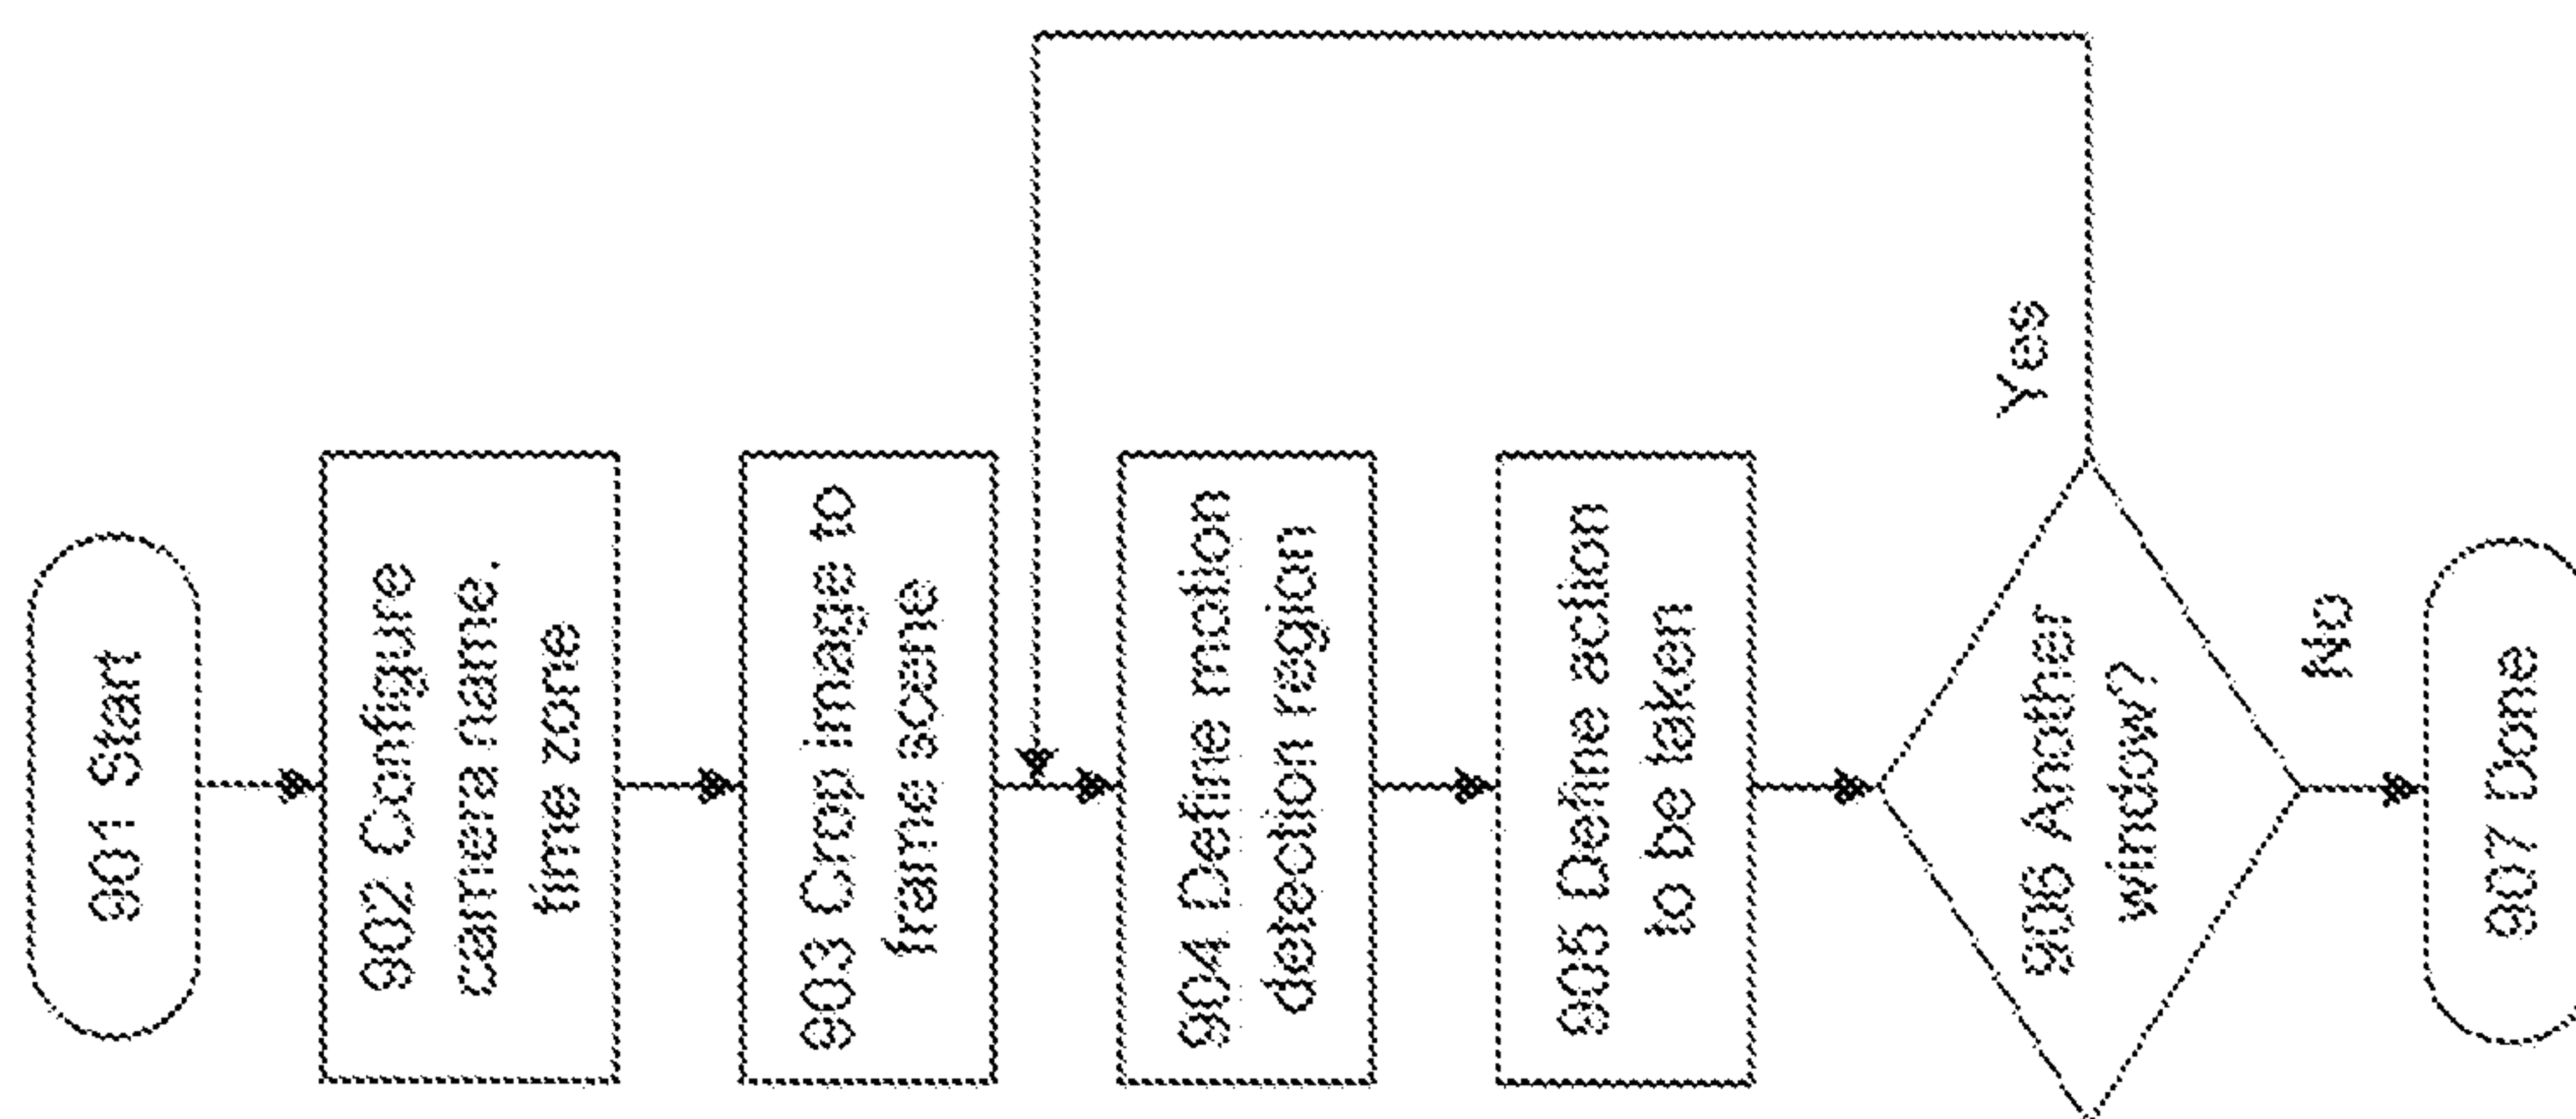 901 Start
902 Configure
camera name,
time zone
903 Crop image to
frame scene
904 Define motion
detection region
905 Define action
to be taken
906 Another
window?
Yes
No
907 Done